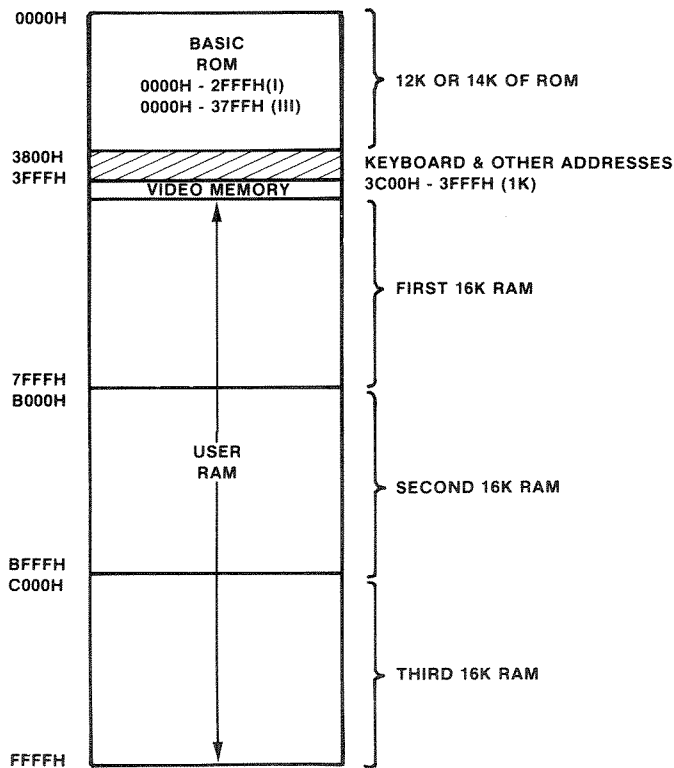 0000H
BASIC
ROM
0000H - 2FFFH(I)
0000H - 37FFH (III)
12K OR 14K OF ROM
3800H
3FFFH
KEYBOARD & OTHER ADDRESSES
3C00H - 3FFFH (1K)
VIDEO MEMORY
FIRST 16K RAM
7FFFH
B000H
USER
RAM
SECOND 16K RAM
BFFFH
C000H
THIRD 16K RAM
FFFFH